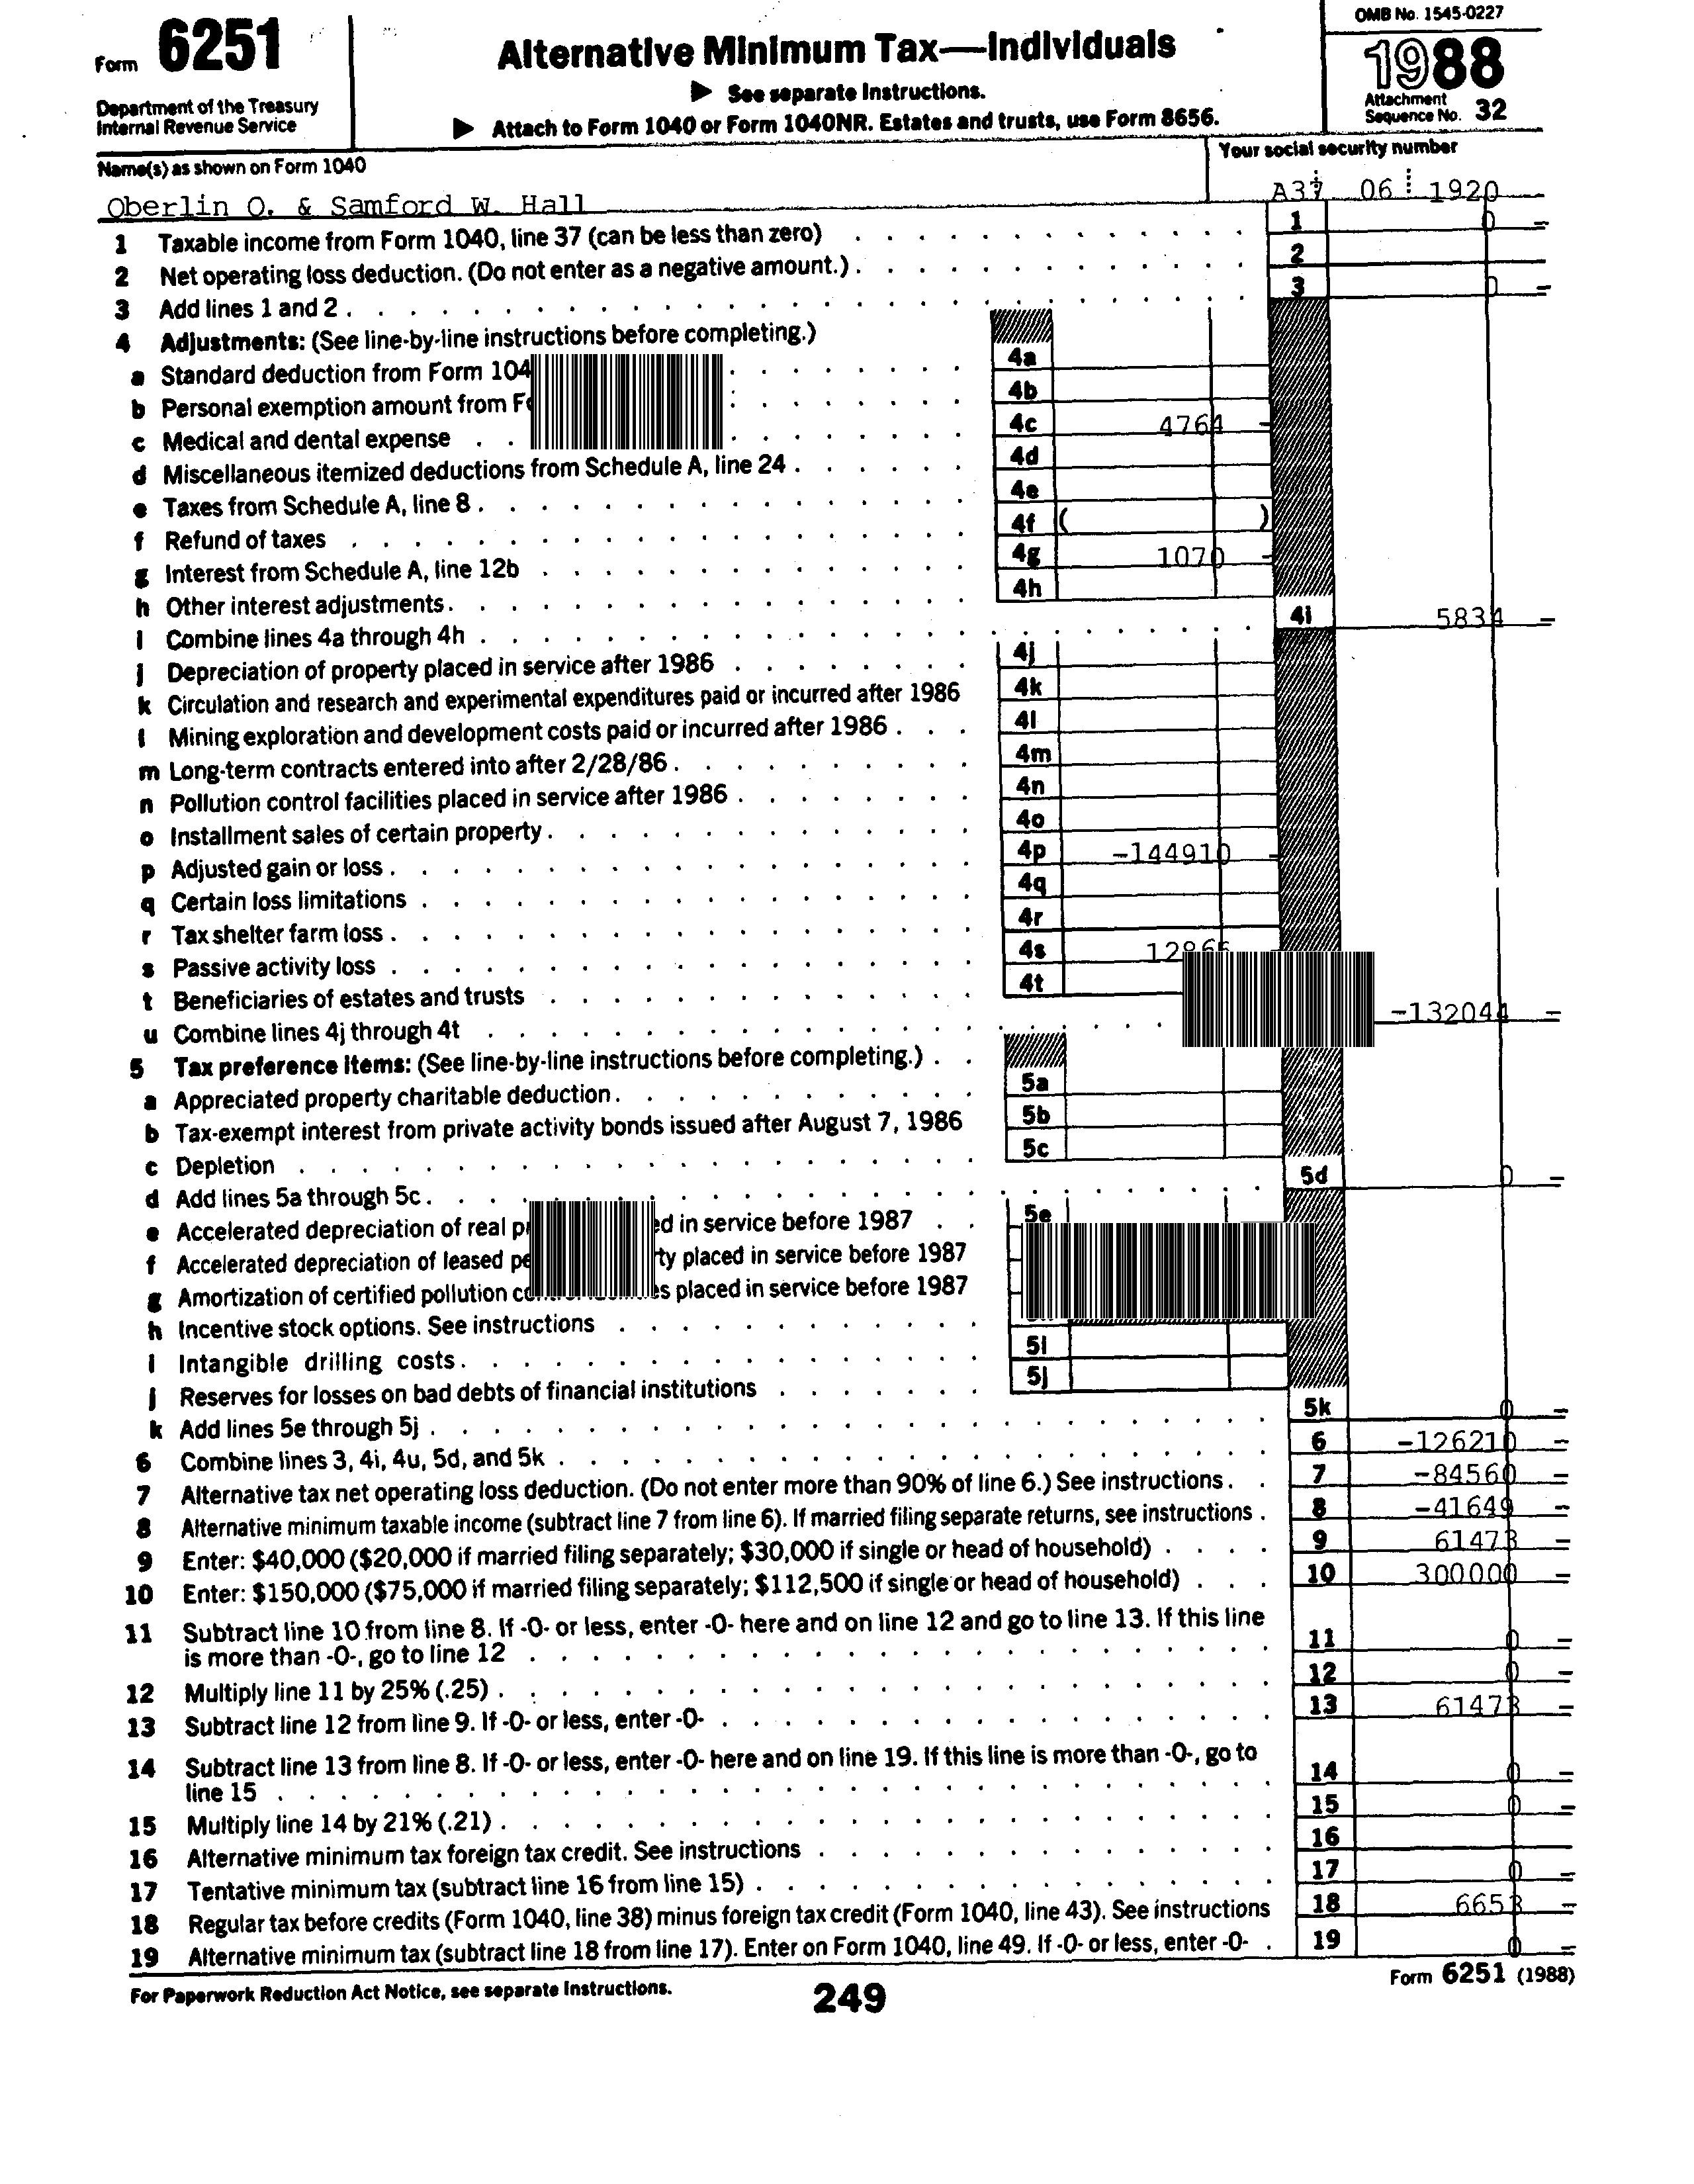 Form 6251
Department of the Treasury
Internal Revenue Service
Alternative Minimum Tax—Individuals
▶ See separate Instructions.
▶ Attach to Form 1040 or Form 1040NR. Estates and trusts, use Form 8656.
OMB No. 1545-0227
1988
Attachment
Sequence No. 32
Name(s) as shown on Form 1040
Your social security number
Oberlin O. & Samford W. Hall
06 1920
1 Taxable income from Form 1040, line 37 (can be less than zero) 1 0 –
2 Net operating loss deduction. (Do not enter as a negative amount.) 2
3 Add lines 1 and 2 3 0 –
4 Adjustments: (See line-by-line instructions before completing.)
a Standard deduction from Form 4a
b Personal exemption amount from 4b
c Medical and dental expense 4c 4764 –
d Miscellaneous itemized deductions from Schedule A, line 24 4d
e Taxes from Schedule A, line 8 4e
f Refund of taxes 4f ( )
g Interest from Schedule A, line 12b 4g 1070 –
h Other interest adjustments 4h
i Combine lines 4a through 4h 4i 5834 –
j Depreciation of property placed in service after 1986 4j
k Circulation and research and experimental expenditures paid or incurred after 1986 4k
l Mining exploration and development costs paid or incurred after 1986 4l
m Long-term contracts entered into after 2/28/86 4m
n Pollution control facilities placed in service after 1986 4n
o Installment sales of certain property 4o
p Adjusted gain or loss 4p -144910 –
q Certain loss limitations 4q
r Tax shelter farm loss 4r
s Passive activity loss 4s 12866
t Beneficiaries of estates and trusts 4t
u Combine lines 4j through 4t -132044 –
5 Tax preference items: (See line-by-line instructions before completing.)
a Appreciated property charitable deduction 5a
b Tax-exempt interest from private activity bonds issued after August 7, 1986 5b
c Depletion 5c
d Add lines 5a through 5c 5d 0 –
e Accelerated depreciation of real in service before 1987 5e
f Accelerated depreciation of leased placed in service before 1987
g Amortization of certified pollution placed in service before 1987
h Incentive stock options. See instructions
i Intangible drilling costs 5i
j Reserves for losses on bad debts of financial institutions 5j
k Add lines 5e through 5j 5k 0 –
6 Combine lines 3, 4i, 4u, 5d, and 5k 6 -126210 –
7 Alternative tax net operating loss deduction. (Do not enter more than 90% of line 6.) See instructions 7 -84560 –
8 Alternative minimum taxable income (subtract line 7 from line 6). If married filing separate returns, see instructions 8 -41649 –
9 Enter: $40,000 ($20,000 if married filing separately; $30,000 if single or head of household) 9 61473 –
10 Enter: $150,000 ($75,000 if married filing separately; $112,500 if single or head of household) 10 300000 –
11 Subtract line 10 from line 8. If -0- or less, enter -0- here and on line 12 and go to line 13. If this line
is more than -0-, go to line 12 11 0 –
12 Multiply line 11 by 25% (.25) 12 0 –
13 Subtract line 12 from line 9. If -0- or less, enter -0- 13 61473 –
14 Subtract line 13 from line 8. If -0- or less, enter -0- here and on line 19. If this line is more than -0-, go to
line 15 14 0 –
15 Multiply line 14 by 21% (.21) 15 0 –
16 Alternative minimum tax foreign tax credit. See instructions 16
17 Tentative minimum tax (subtract line 16 from line 15) 17 0 –
18 Regular tax before credits (Form 1040, line 38) minus foreign tax credit (Form 1040, line 43). See instructions 18 6653 –
19 Alternative minimum tax (subtract line 18 from line 17). Enter on Form 1040, line 49. If -0- or less, enter -0- 19 0 –
For Paperwork Reduction Act Notice, see separate Instructions.
249
Form 6251 (1988)